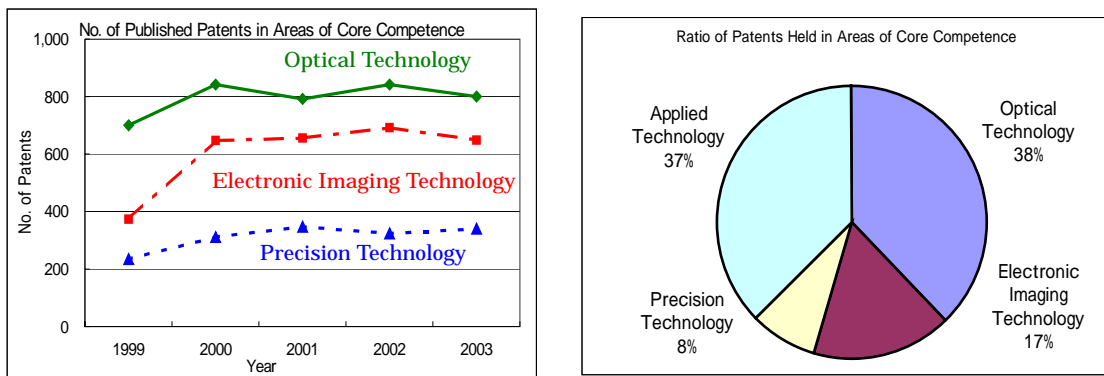 No. of Published Patents in Areas of Core Competence
1,000
800
600
400
200
0
No. of Patents
Optical Technology
Electronic Imaging Technology
Precision Technology
1999 2000 2001 2002 2003
Year
Ratio of Patents Held in Areas of Core Competence
Applied
Technology
37%
Optical
Technology
38%
Precision
Technology
8%
Electronic
Imaging
Technology
17%